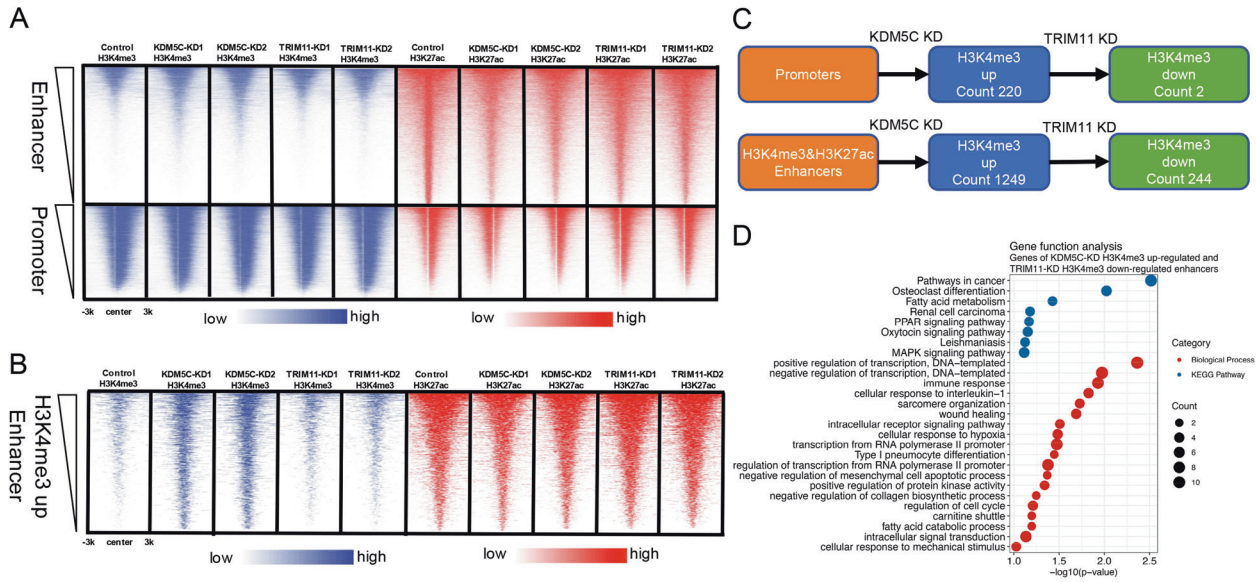 A
Control
H3K4me3
KDM5C-KD1
H3K4me3
KDM5C-KD2
H3K4me3
TRIM11-KD1
H3K4me3
TRIM11-KD2
H3K4me3
Control
H3K27ac
KDM5C-KD1
H3K27ac
KDM5C-KD2
H3K27ac
TRIM11-KD1
H3K27ac
TRIM11-KD2
H3K27ac
Enhancer
Promoter
-3k center 3k
low high
low high
B
Control
H3K4me3
KDM5C-KD1
H3K4me3
KDM5C-KD2
H3K4me3
TRIM11-KD1
H3K4me3
TRIM11-KD2
H3K4me3
Control
H3K27ac
KDM5C-KD1
H3K27ac
KDM5C-KD2
H3K27ac
TRIM11-KD1
H3K27ac
TRIM11-KD2
H3K27ac
H3K4me3 up
Enhancer
-3k center 3k
low high
low high
C
KDM5C KD
TRIM11 KD
Promoters
H3K4me3
up
Count 220
H3K4me3
down
Count 2
KDM5C KD
TRIM11 KD
H3K4me3&H3K27ac
Enhancers
H3K4me3
up
Count 1249
H3K4me3
down
Count 244
D
Gene function analysis
Genes of KDM5C-KD H3K4me3 up-regulated and
TRIM11-KD H3K4me3 down-regulated enhancers
Pathways in cancer
Osteoclast differentiation
Fatty acid metabolism
Renal cell carcinoma
PPAR signaling pathway
Oxytocin signaling pathway
Leishmaniasis
MAPK signaling pathway
positive regulation of transcription, DNA-templated
negative regulation of transcription, DNA-templated
immune response
cellular response to interleukin-1
sarcomere organization
wound healing
intracellular receptor signaling pathway
cellular response to hypoxia
transcription from RNA polymerase II promoter
Type I pneumocyte differentiation
regulation of transcription from RNA polymerase II promoter
negative regulation of mesenchymal cell apoptotic process
positive regulation of protein kinase activity
negative regulation of collagen biosynthetic process
regulation of cell cycle
carnitine shuttle
fatty acid catabolic process
intracellular signal transduction
cellular response to mechanical stimulus
1.0 1.5 2.0 2.5
-log10(p-value)
Category
Biological Process
KEGG Pathway
Count
2
4
6
8
10